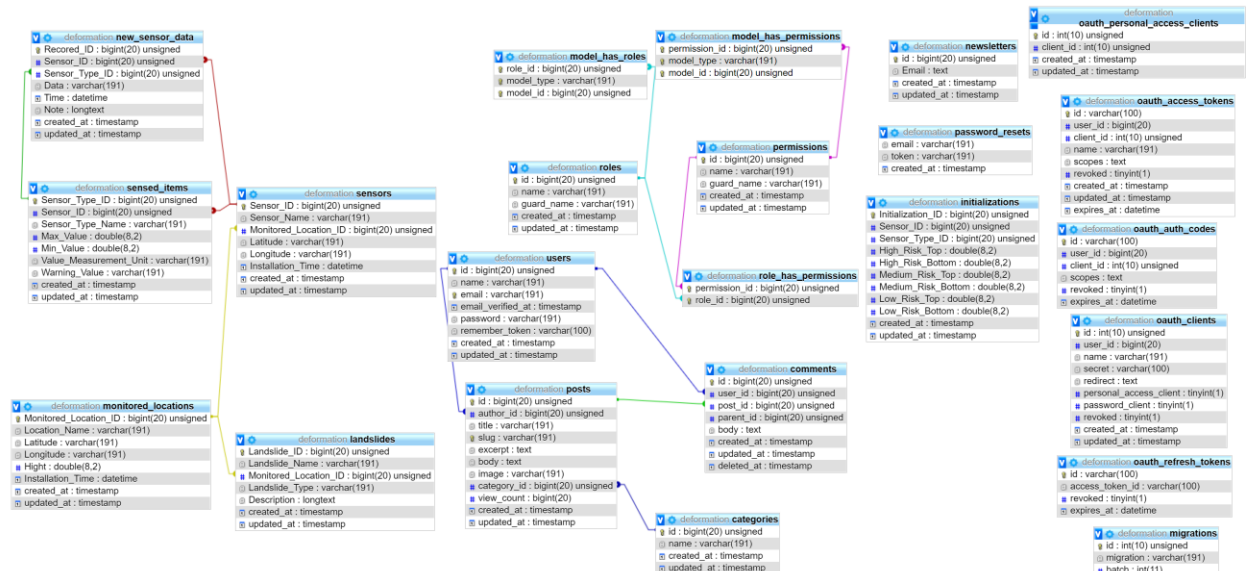 deformation new_sensor_data
Recored_ID : bigint(20) unsigned
Sensor_ID : bigint(20) unsigned
Sensor_Type_ID : bigint(20) unsigned
Data : varchar(191)
Time : datetime
Note : longtext
created_at : timestamp
updated_at : timestamp
deformation sensed_items
Sensor_Type_ID : bigint(20) unsigned
Sensor_ID : bigint(20) unsigned
Sensor_Type_Name : varchar(191)
Max_Value : double(8,2)
Min_Value : double(8,2)
Value_Measurement_Unit : varchar(191)
Warning_Value : varchar(191)
created_at : timestamp
updated_at : timestamp
deformation sensors
Sensor_ID : bigint(20) unsigned
Sensor_Name : varchar(191)
Monitored_Location_ID : bigint(20) unsigned
Latitude : varchar(191)
Longitude : varchar(191)
Installation_Time : datetime
created_at : timestamp
updated_at : timestamp
deformation monitored_locations
Monitored_Location_ID : bigint(20) unsigned
Location_Name : varchar(191)
Latitude : varchar(191)
Longitude : varchar(191)
Hight : double(8,2)
Installation_Time : datetime
created_at : timestamp
updated_at : timestamp
deformation landslides
Landslide_ID : bigint(20) unsigned
Landslide_Name : varchar(191)
Monitored_Location_ID : bigint(20) unsigned
Landslide_Type : varchar(191)
Description : longtext
created_at : timestamp
updated_at : timestamp
deformation model_has_roles
role_id : bigint(20) unsigned
model_type : varchar(191)
model_id : bigint(20) unsigned
deformation model_has_permissions
permission_id : bigint(20) unsigned
model_type : varchar(191)
model_id : bigint(20) unsigned
deformation roles
id : bigint(20) unsigned
name : varchar(191)
guard_name : varchar(191)
created_at : timestamp
updated_at : timestamp
deformation permissions
id : bigint(20) unsigned
name : varchar(191)
guard_name : varchar(191)
created_at : timestamp
updated_at : timestamp
deformation role_has_permissions
permission_id : bigint(20) unsigned
role_id : bigint(20) unsigned
deformation users
id : bigint(20) unsigned
name : varchar(191)
email : varchar(191)
email_verified_at : timestamp
password : varchar(191)
remember_token : varchar(100)
created_at : timestamp
updated_at : timestamp
deformation posts
id : bigint(20) unsigned
author_id : bigint(20) unsigned
title : varchar(191)
slug : varchar(191)
excerpt : text
body : text
image : varchar(191)
category_id : bigint(20) unsigned
view_count : bigint(20)
created_at : timestamp
updated_at : timestamp
deformation comments
id : bigint(20) unsigned
user_id : bigint(20) unsigned
post_id : bigint(20) unsigned
parent_id : bigint(20) unsigned
body : text
created_at : timestamp
updated_at : timestamp
deleted_at : timestamp
deformation categories
id : bigint(20) unsigned
name : varchar(191)
created_at : timestamp
updated_at : timestamp
deformation newsletters
id : bigint(20) unsigned
Email : text
created_at : timestamp
updated_at : timestamp
deformation password_resets
email : varchar(191)
token : varchar(191)
created_at : timestamp
deformation initializations
Initialization_ID : bigint(20) unsigned
Sensor_ID : bigint(20) unsigned
Sensor_Type_ID : bigint(20) unsigned
High_Risk_Top : double(8,2)
High_Risk_Bottom : double(8,2)
Medium_Risk_Top : double(8,2)
Medium_Risk_Bottom : double(8,2)
Low_Risk_Top : double(8,2)
Low_Risk_Bottom : double(8,2)
created_at : timestamp
updated_at : timestamp
deformation
oauth_personal_access_clients
id : int(10) unsigned
client_id : int(10) unsigned
created_at : timestamp
updated_at : timestamp
deformation oauth_access_tokens
id : varchar(100)
user_id : bigint(20)
client_id : int(10) unsigned
name : varchar(191)
scopes : text
revoked : tinyint(1)
created_at : timestamp
updated_at : timestamp
expires_at : datetime
deformation oauth_auth_codes
id : varchar(100)
user_id : bigint(20)
client_id : int(10) unsigned
scopes : text
revoked : tinyint(1)
expires_at : datetime
deformation oauth_clients
id : int(10) unsigned
user_id : bigint(20)
name : varchar(191)
secret : varchar(100)
redirect : text
personal_access_client : tinyint(1)
password_client : tinyint(1)
revoked : tinyint(1)
created_at : timestamp
updated_at : timestamp
deformation oauth_refresh_tokens
id : varchar(100)
access_token_id : varchar(100)
revoked : tinyint(1)
expires_at : datetime
deformation migrations
id : int(10) unsigned
migration : varchar(191)
batch : int(11)